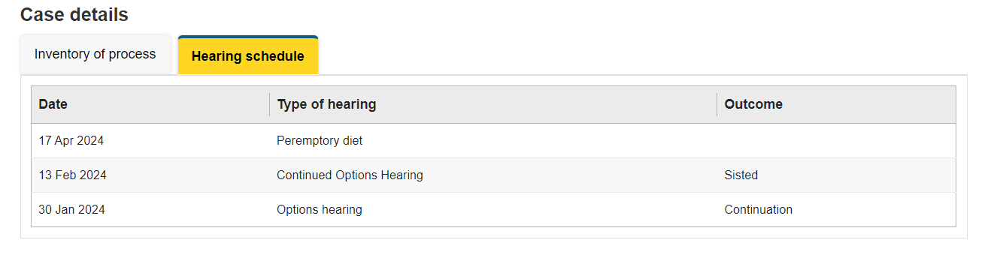 Case details
Inventory of process
Hearing schedule
Date Type of hearing Outcome
17 Apr 2024 Peremptory diet
13 Feb 2024 Continued Options Hearing Sisted
30 Jan 2024 Options hearing Continuation